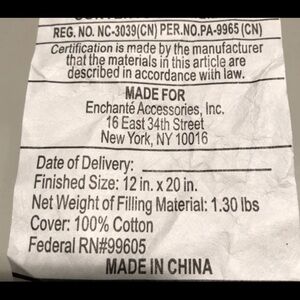 REG. NO. NC-3039(CN) PER.NO.PA-9965 (CN)
Certification is made by the manufacturer
that the materials in this article are
described in accordance with law.
MADE FOR
Enchanté Accessories, Inc.
16 East 34th Street
New York, NY 10016
Date of Delivery:
Finished Size: 12 in. x 20 in.
Net Weight of Filling Material: 1.30 lbs
Cover: 100% Cotton
Federal RN#99605
MADE IN CHINA